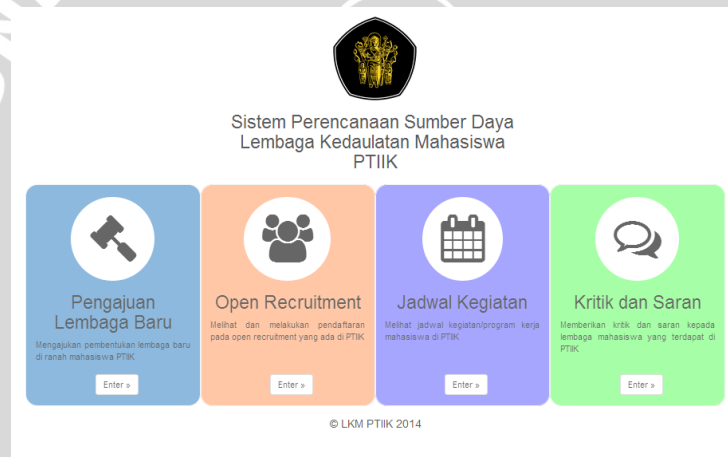 Sistem Perencanaan Sumber Daya
Lembaga Kedaulatan Mahasiswa
PTIIK
Pengajuan
Lembaga Baru
Mengajukan pembentukan lembaga baru
di ranah mahasiswa PTIIK
Enter »
Open Recruitment
Melihat dan melakukan pendaftaran
pada open recruitment yang ada di PTIIK
Enter »
Jadwal Kegiatan
Melihat jadwal kegiatan/program kerja
mahasiswa di PTIIK
Enter »
Kritik dan Saran
Memberikan kritik dan saran kepada
lembaga mahasiswa yang terdapat di
PTIIK
Enter »
© LKM PTIIK 2014